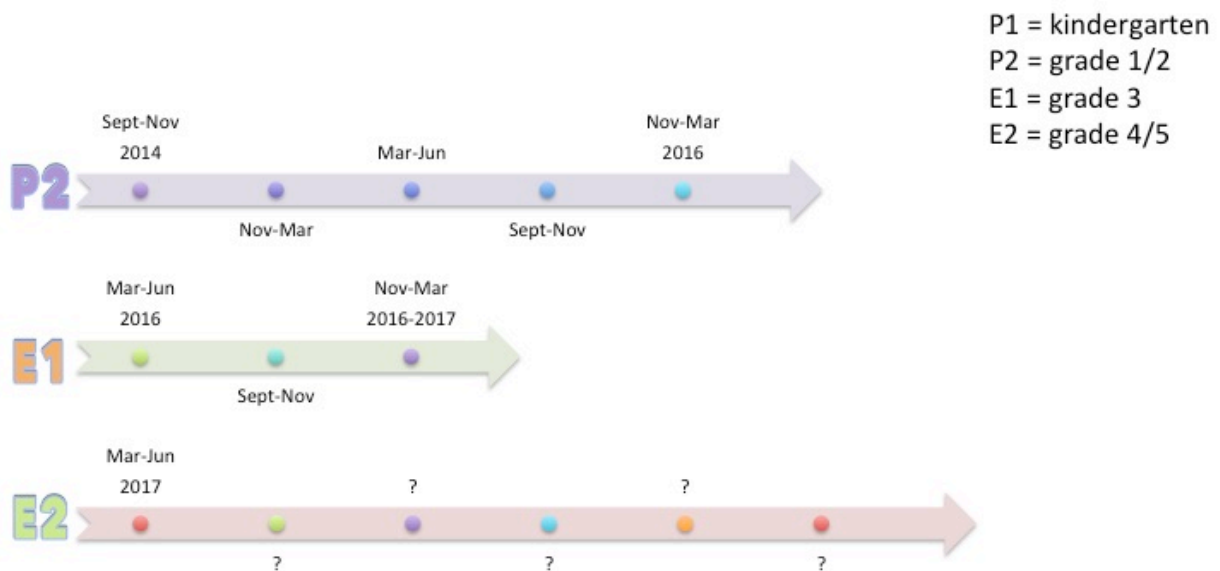 P1 = kindergarten
P2 = grade 1/2
E1 = grade 3
E2 = grade 4/5
Sept-Nov
2014
Mar-Jun
Nov-Mar
2016
P2
Nov-Mar
Sept-Nov
Mar-Jun
2016
Nov-Mar
2016-2017
E1
Sept-Nov
Mar-Jun
2017
?
?
E2
?
?
?